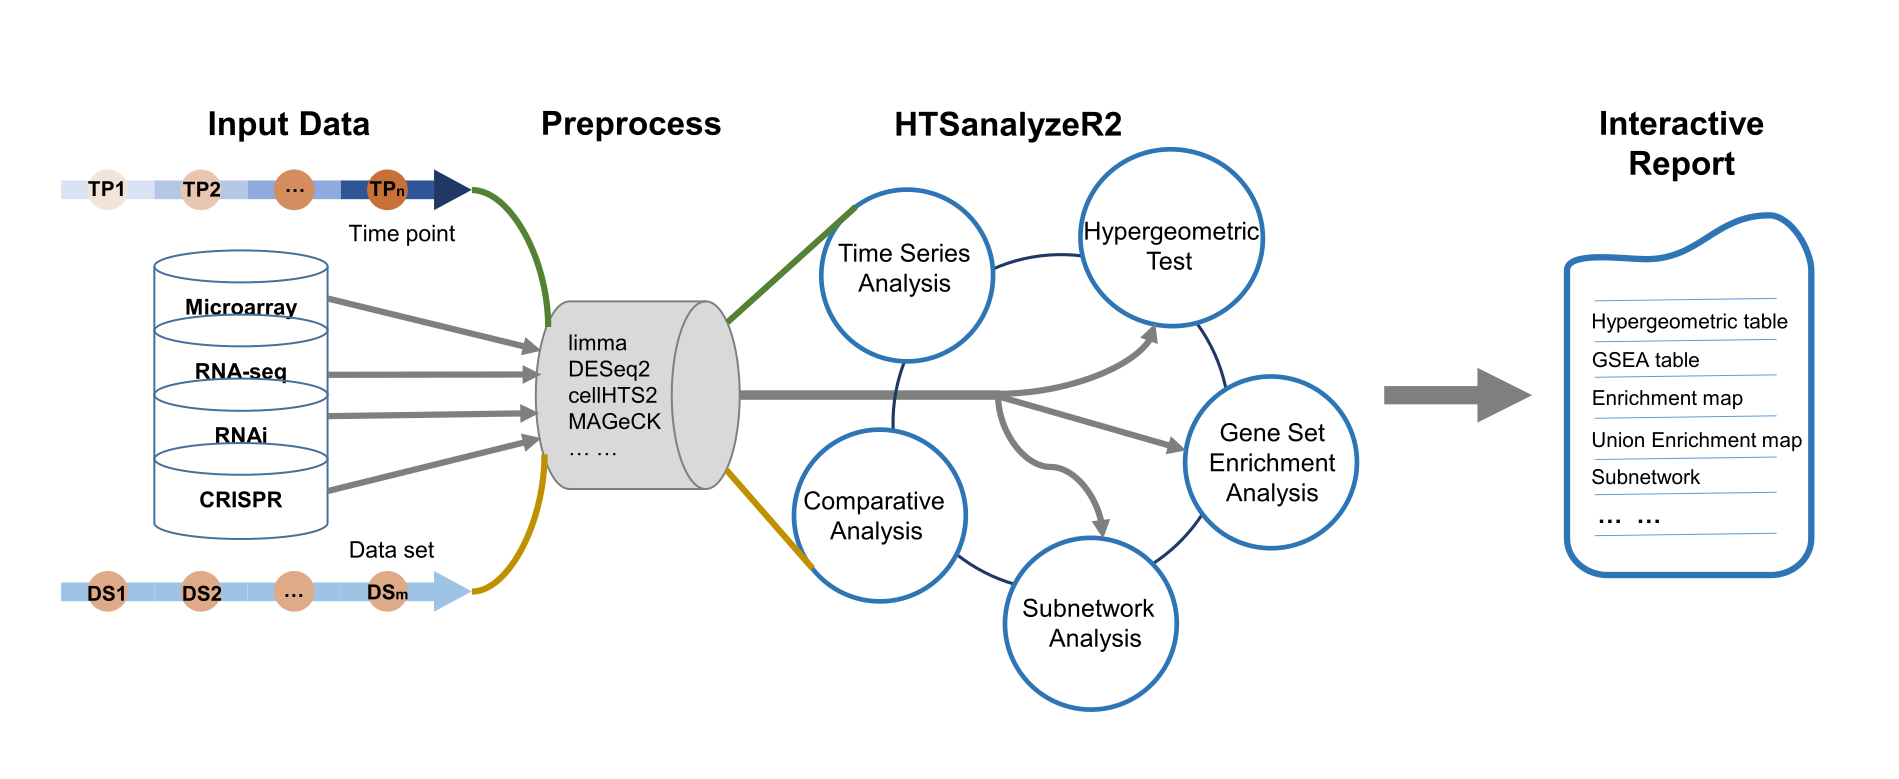 Input Data
Preprocess
HTSanalyzeR2
Interactive
Report
TP1
TP2
...
TPn
Time point
Microarray
RNA-seq
RNAi
CRISPR
Data set
DS1
DS2
...
DSm
limma
DESeq2
cellHTS2
MAGeCK
... ...
Time Series
Analysis
Hypergeometric
Test
Gene Set
Enrichment
Analysis
Comparative
Analysis
Subnetwork
Analysis
Hypergeometric table
GSEA table
Enrichment map
Union Enrichment map
Subnetwork
... ...